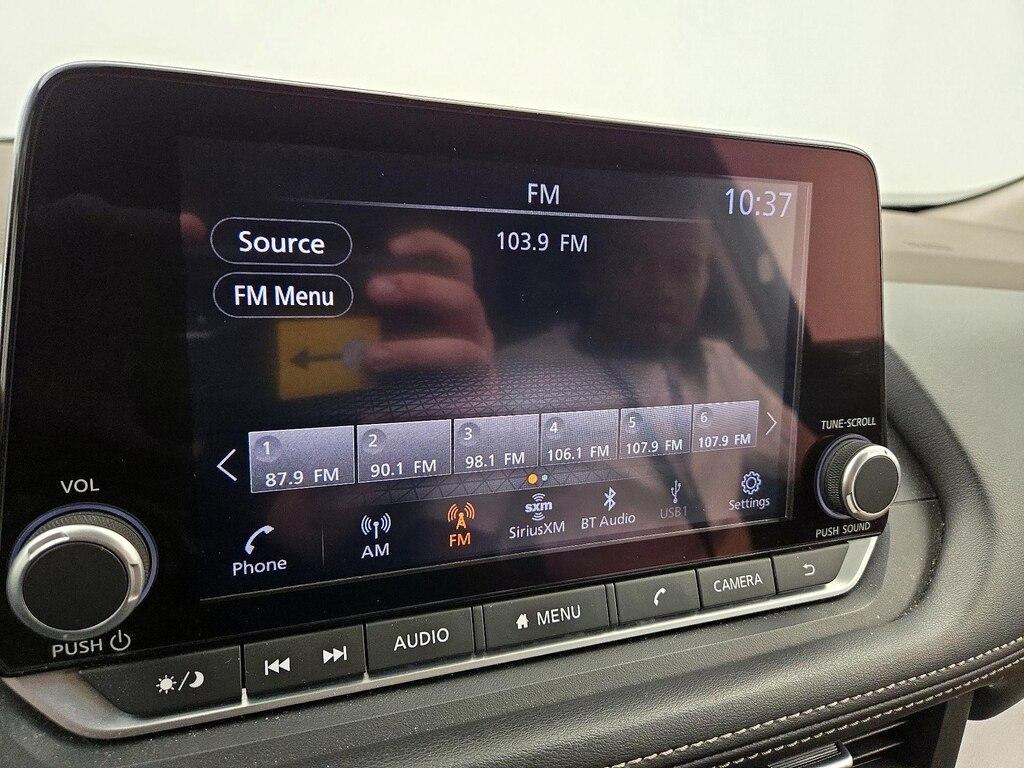 FM
10:37
Source
103.9 FM
FM Menu
1
87.9 FM
2
90.1 FM
3
98.1 FM
4
106.1 FM
5
107.9 FM
6
107.9 FM
TUNE·SCROLL
VOL
Phone
AM
FM
sxm
SiriusXM
BT Audio
USB1
Settings
PUSH SOUND
PUSH
AUDIO
MENU
CAMERA